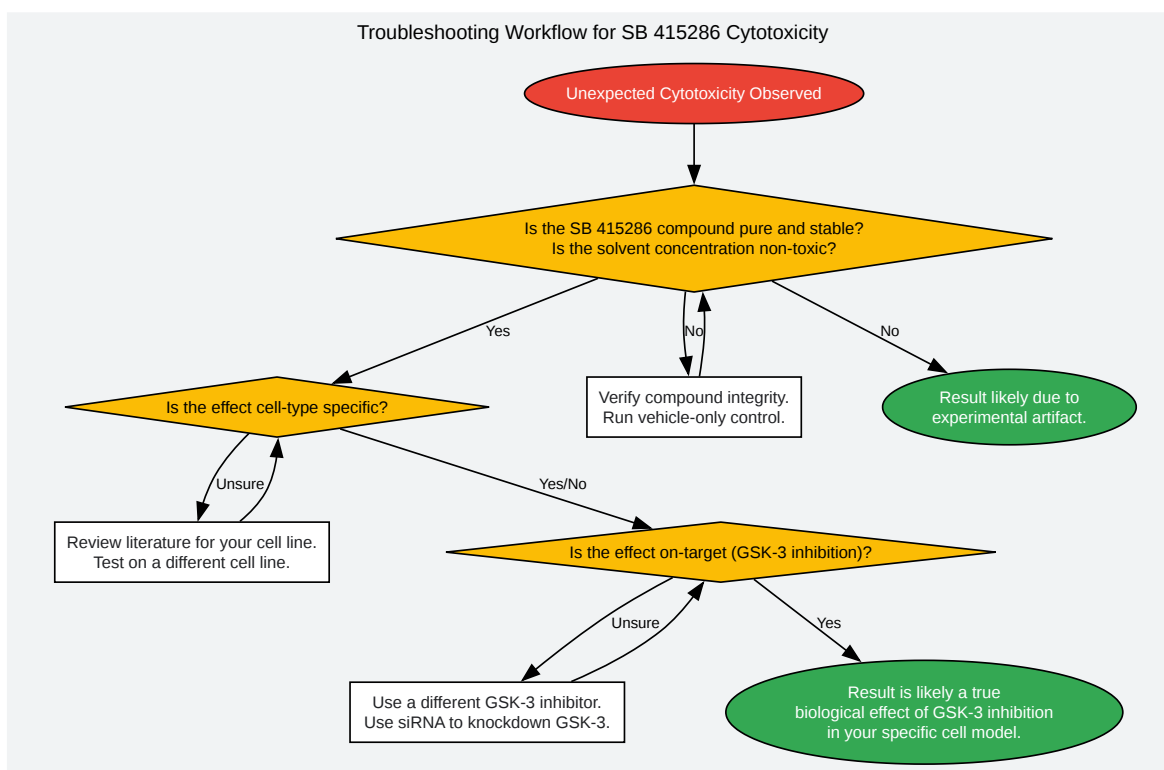 Troubleshooting Workflow for SB 415286 Cytotoxicity
Unexpected Cytotoxicity Observed
Is the SB 415286 compound pure and stable?
Is the solvent concentration non-toxic?
Yes
No
No
Is the effect cell-type specific?
Verify compound integrity.
Run vehicle-only control.
Result likely due to
experimental artifact.
Unsure
Yes/No
Review literature for your cell line.
Test on a different cell line.
Is the effect on-target (GSK-3 inhibition)?
Unsure
Yes
Use a different GSK-3 inhibitor.
Use siRNA to knockdown GSK-3.
Result is likely a true
biological effect of GSK-3 inhibition
in your specific cell model.